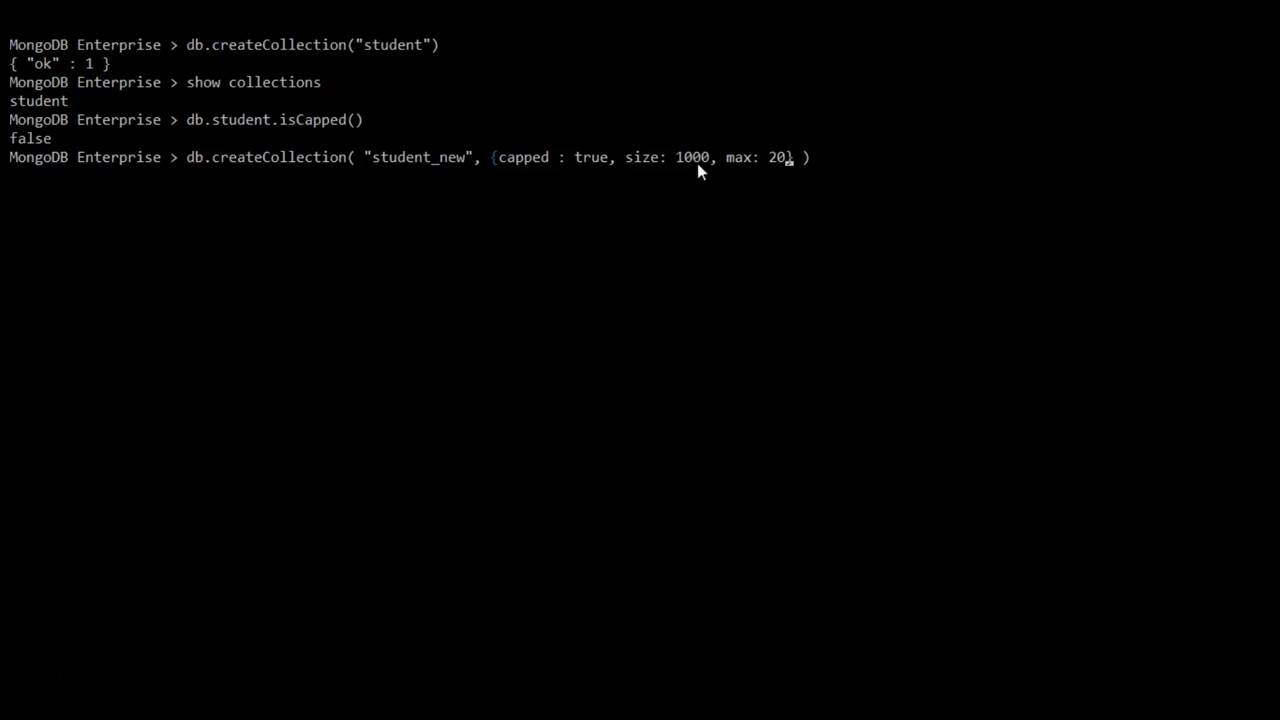 MongoDB Enterprise > db.createCollection("student")
{ "ok" : 1 }
MongoDB Enterprise > show collections
student
MongoDB Enterprise > db.student.isCapped()
false
MongoDB Enterprise > db.createCollection( "student_new", {capped : true, size: 1000, max: 20} )